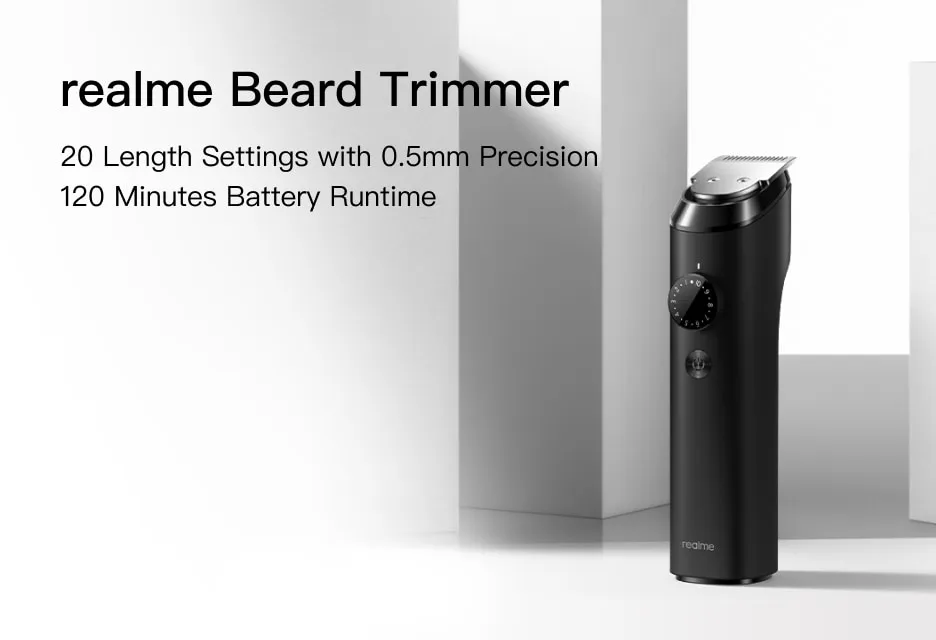 realme Beard Trimmer
20 Length Settings with 0.5mm Precision
120 Minutes Battery Runtime
realme